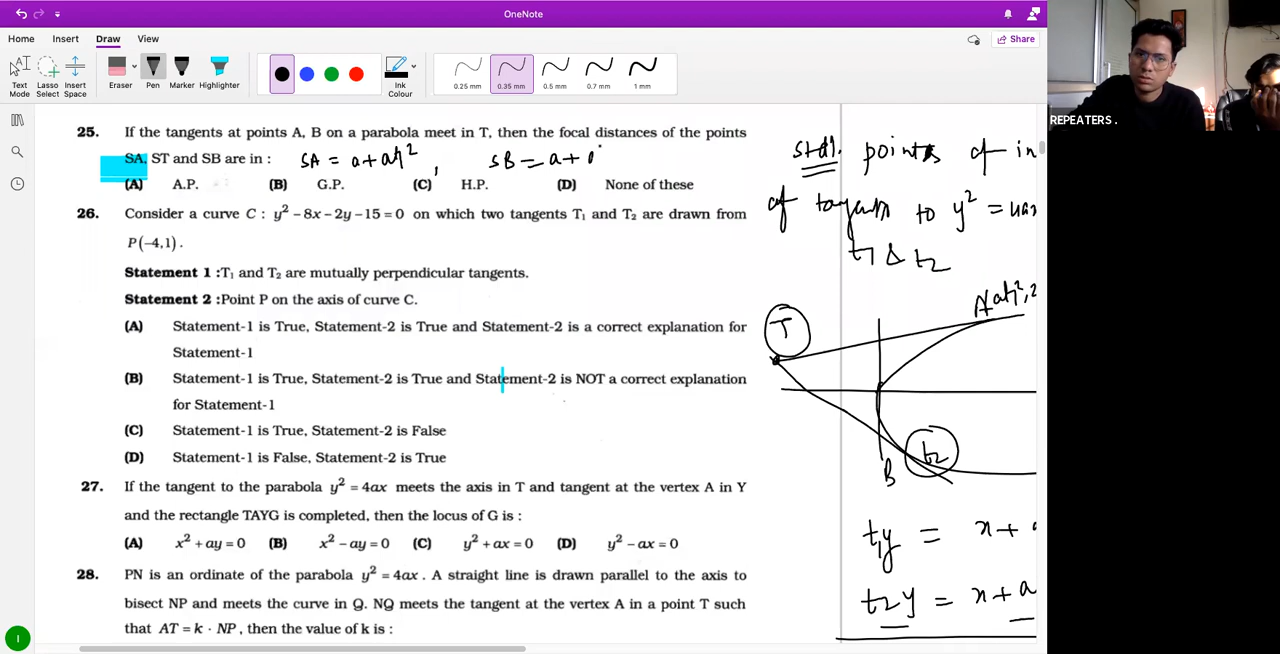 OneNote
Home Insert Draw View
Share
Text Mode
Lasso Select
Insert Space
Eraser
Pen
Marker
Highlighter
Ink Colour
0.25 mm
0.35 mm
0.5 mm
0.7 mm
1 mm
REPEATERS .
25. If the tangents at points A, B on a parabola meet in T, then the focal distances of the points
SA, ST and SB are in : SA = a+at₁² , SB = a+
(A) A.P. (B) G.P. (C) H.P. (D) None of these
26. Consider a curve C : y² − 8x − 2y − 15 = 0 on which two tangents T₁ and T₂ are drawn from
P(−4,1) .
Statement 1 :T₁ and T₂ are mutually perpendicular tangents.
Statement 2 :Point P on the axis of curve C.
(A) Statement-1 is True, Statement-2 is True and Statement-2 is a correct explanation for
Statement-1
(B) Statement-1 is True, Statement-2 is True and Statement-2 is NOT a correct explanation
for Statement-1
(C) Statement-1 is True, Statement-2 is False
(D) Statement-1 is False, Statement-2 is True
27. If the tangent to the parabola y² = 4ax meets the axis in T and tangent at the vertex A in Y
and the rectangle TAYG is completed, then the locus of G is :
(A) x² + ay = 0 (B) x² − ay = 0 (C) y² + ax = 0 (D) y² − ax = 0
28. PN is an ordinate of the parabola y² = 4ax . A straight line is drawn parallel to the axis to
bisect NP and meets the curve in Q. NQ meets the tangent at the vertex A in a point T such
that AT = k · NP , then the value of k is :
points of in
of tangents to y² = 4ax
t₁ & t₂
A at₁², 2
T
t₂
B
t₁y = x +
t₂y = x + a
I